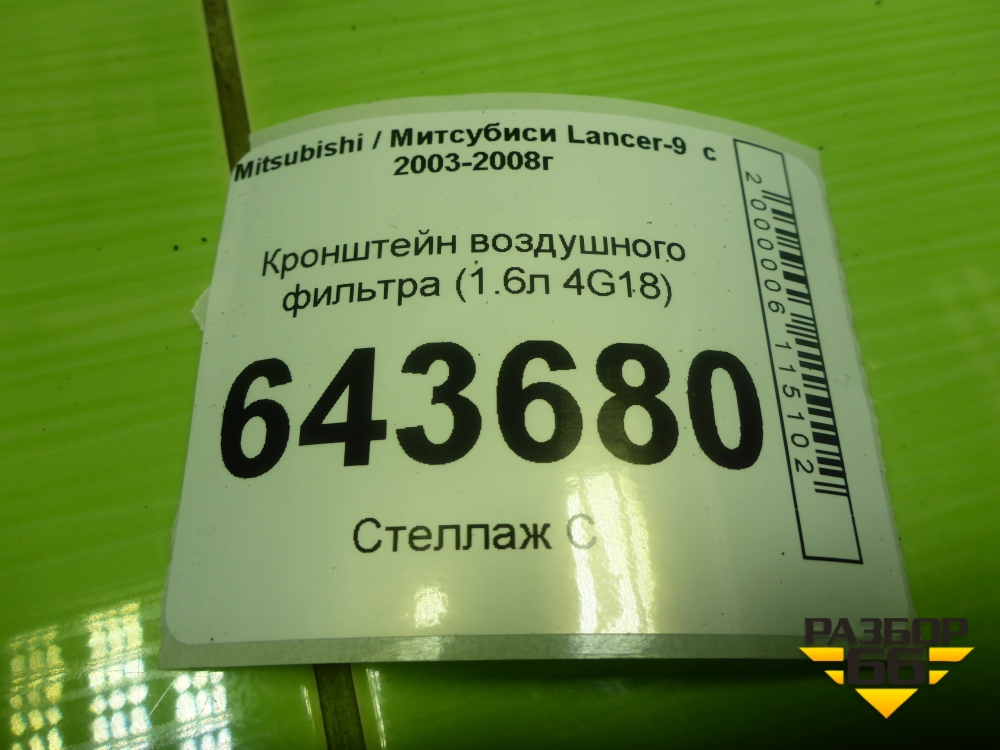 Mitsubishi / Митсубиси Lancer-9 с
2003-2008г
Кронштейн воздушного
фильтра (1.6л 4G18)
643680
Стеллаж С
2000006115102
РАЗБОР
66